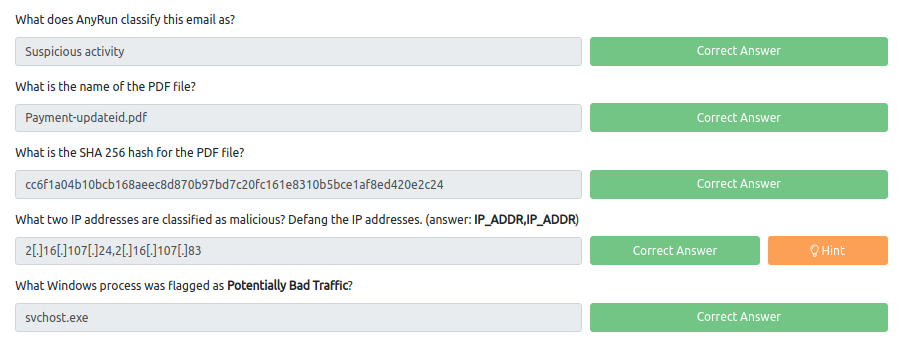 What does AnyRun classify this email as?
Suspicious activity
Correct Answer
What is the name of the PDF file?
Payment-updateid.pdf
Correct Answer
What is the SHA 256 hash for the PDF file?
cc6f1a04b10bcb168aeec8d870b97bd7c20fc161e8310b5bce1af8ed420e2c24
Correct Answer
What two IP addresses are classified as malicious? Defang the IP addresses. (answer: IP_ADDR,IP_ADDR)
2[.]16[.]107[.]24,2[.]16[.]107[.]83
Correct Answer
Hint
What Windows process was flagged as Potentially Bad Traffic?
svchost.exe
Correct Answer